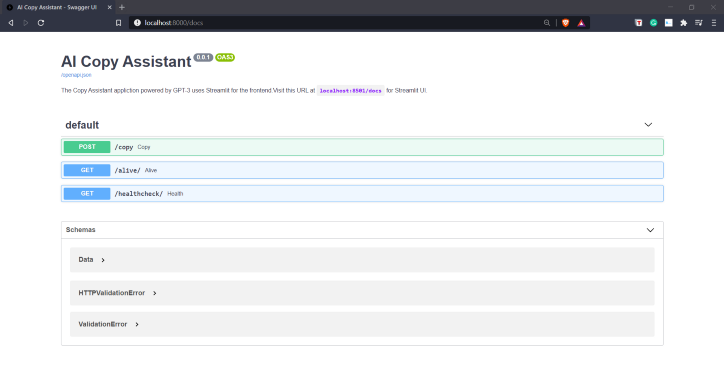 AI Copy Assistant - Swagger UI
localhost:8000/docs
AI Copy Assistant 0.0.1 OAS3
/openapi.json
The Copy Assistant appliction powered by GPT-3 uses Streamlit for the frontend.Visit this URL at localhost:8501/docs for Streamlit UI.
default
POST /copy Copy
GET /alive/ Alive
GET /healthcheck/ Health
Schemas
Data
HTTPValidationError
ValidationError